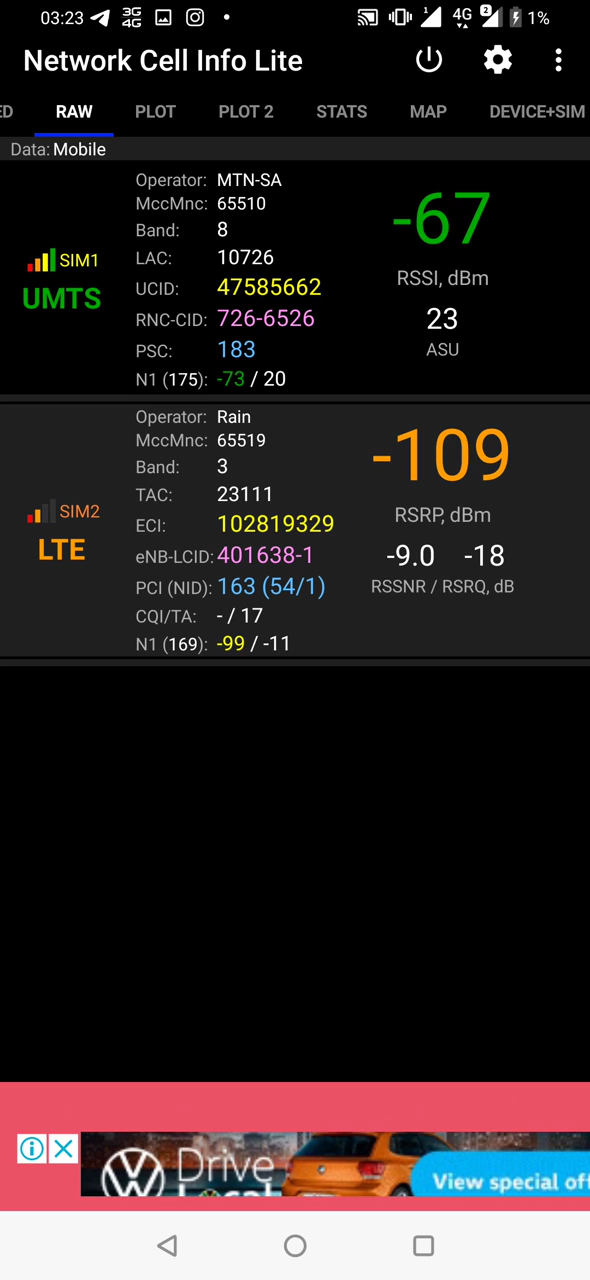 03:23 3G 4G 1 4G 2 1%
Network Cell Info Lite
ED RAW PLOT PLOT 2 STATS MAP DEVICE+SIM
Data: Mobile
Operator: MTN-SA
MccMnc: 65510
Band: 8
LAC: 10726
UCID: 47585662
RNC-CID: 726-6526
PSC: 183
N1 (175): -73 / 20
SIM1
UMTS
-67
RSSI, dBm
23
ASU
Operator: Rain
MccMnc: 65519
Band: 3
TAC: 23111
ECI: 102819329
eNB-LCID: 401638-1
PCI (NID): 163 (54/1)
CQI/TA: - / 17
N1 (169): -99 / -11
SIM2
LTE
-109
RSRP, dBm
-9.0 -18
RSSNR / RSRQ, dB
Drive
Local
View special off